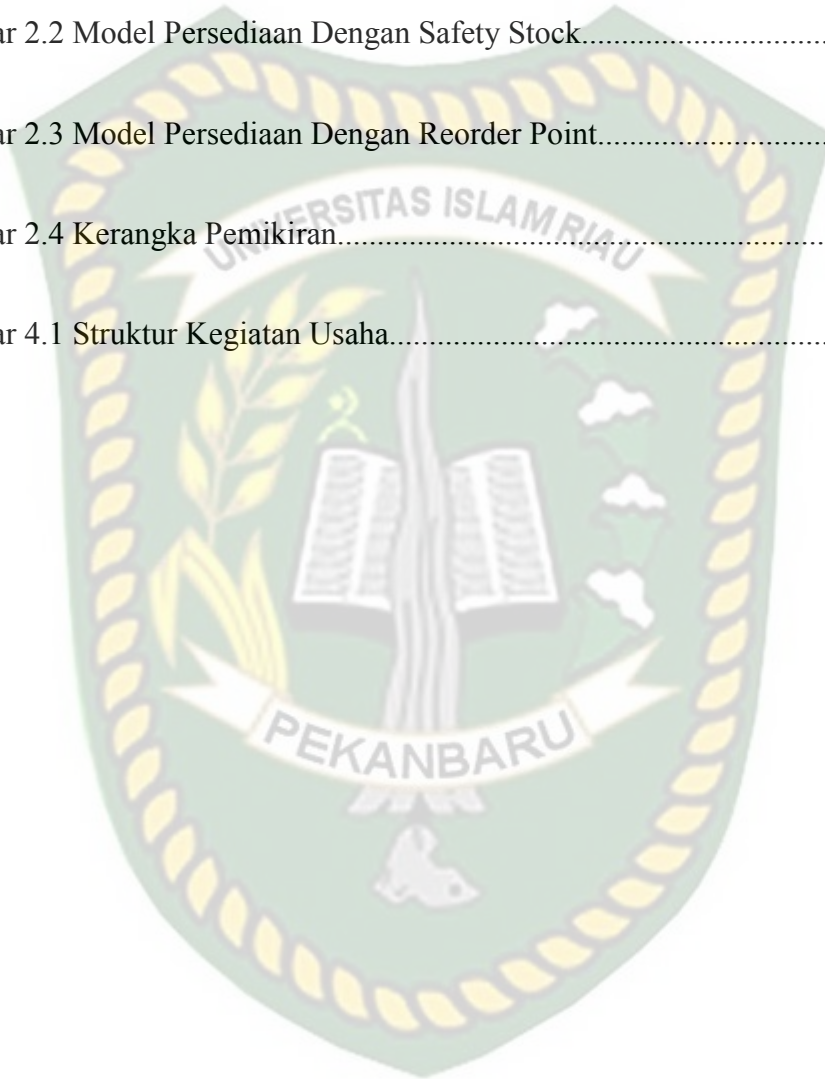 ar 2.2 Model Persediaan Dengan Safety Stock..............................
ar 2.3 Model Persediaan Dengan Reorder Point............................
UNIVERSITAS ISLAM RIAU
ar 2.4 Kerangka Pemikiran..............................................................
ar 4.1 Struktur Kegiatan Usaha.......................................................
PEKANBARU